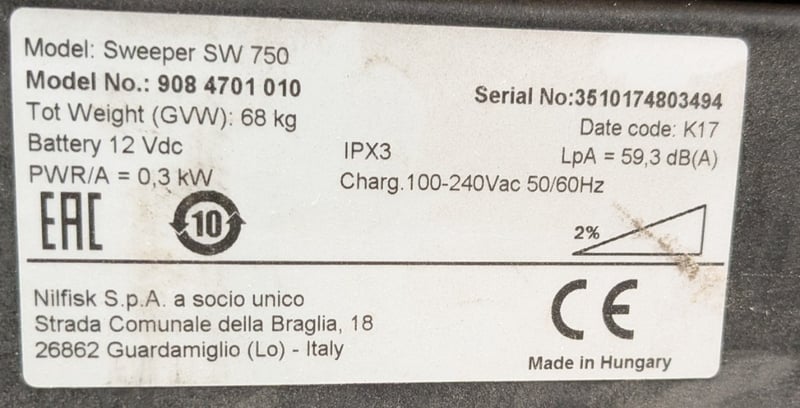 Model: Sweeper SW 750
Model No.: 908 4701 010
Serial No:3510174803494
Tot Weight (GVW): 68 kg
Date code: K17
Battery 12 Vdc
IPX3
LpA = 59,3 dB(A)
PWR/A = 0,3 kW
Charg.100-240Vac 50/60Hz
EAC
10
2%
Nilfisk S.p.A. a socio unico
Strada Comunale della Braglia, 18
26862 Guardamiglio (Lo) - Italy
CE
Made in Hungary